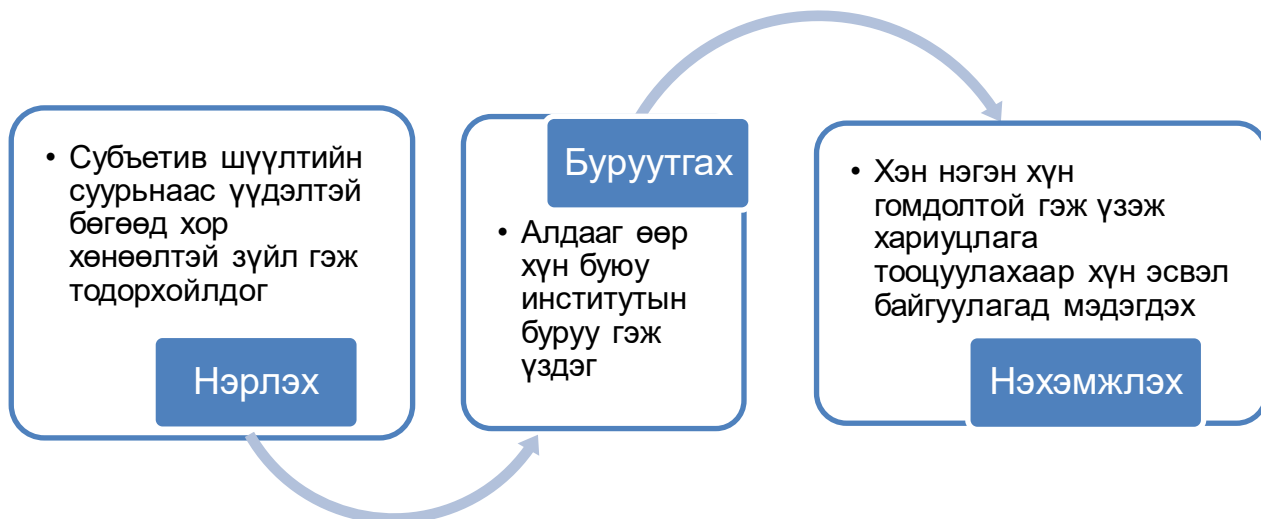 • Субъетив шүүлтийн
суурьнаас үүдэлтэй
бөгөөд хор
хөнөөлтэй зүйл гэж
тодорхойлдог
Нэрлэх
Буруутгах
• Алдааг өөр
хүн буюу
институтын
буруу гэж
үздэг
• Хэн нэгэн хүн
гомдолтой гэж үзэж
хариуцлага
тооцуулахаар хүн эсвэл
байгуулагад мэдэгдэх
Нэхэмжлэх